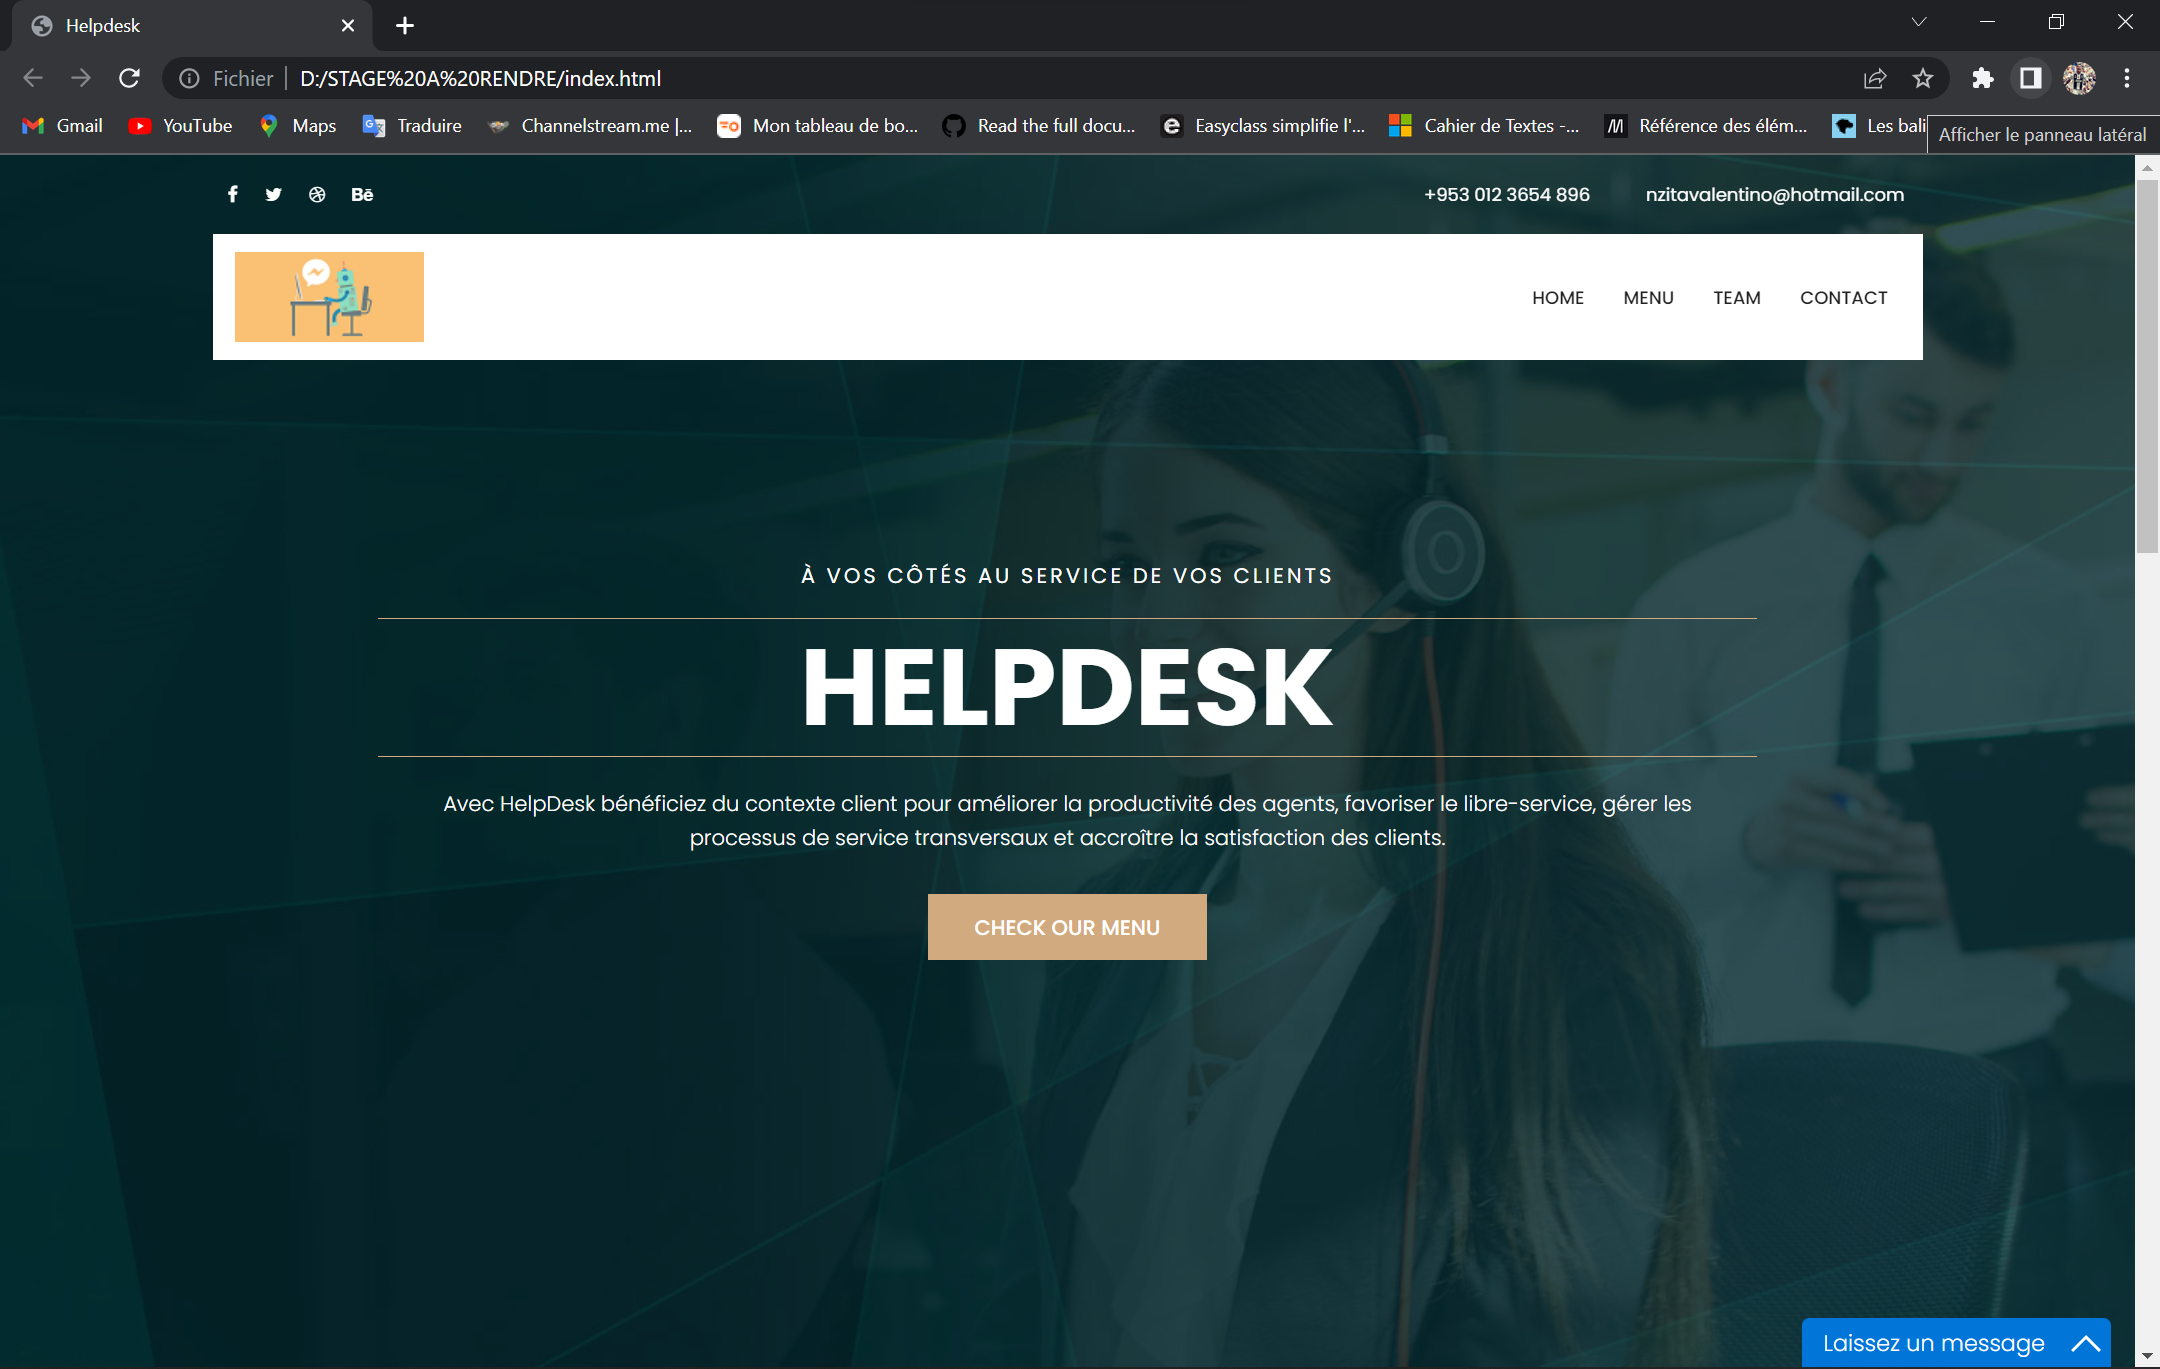 Helpdesk
Fichier
D:/STAGE%20A%20RENDRE/index.html
Gmail
YouTube
Maps
Traduire
Channelstream.me |...
Mon tableau de bo...
Read the full docu...
Easyclass simplifie l'...
Cahier de Textes -...
Référence des élém...
Les bali
Afficher le panneau latéral
+953 012 3654 896
nzitavalentino@hotmail.com
HOME
MENU
TEAM
CONTACT
À VOS CÔTÉS AU SERVICE DE VOS CLIENTS
HELPDESK
Avec HelpDesk bénéficiez du contexte client pour améliorer la productivité des agents, favoriser le libre-service, gérer les
processus de service transversaux et accroître la satisfaction des clients.
CHECK OUR MENU
Laissez un message